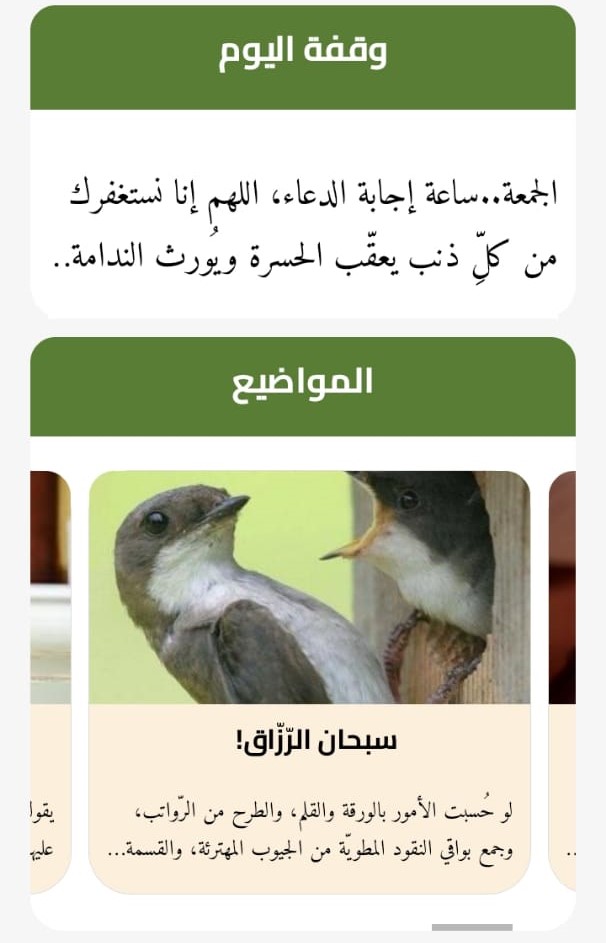 وقفة اليوم
الجمعة..ساعة إجابة الدعاء، اللهم إنا نستغفرك
من كلِّ ذنب يعقّب الحسرة ويُورث الندامة..
المواضيع
سبحان الرّزّاق!
لو حُسبت الأمور بالورقة والقلم، والطرح من الرّواتب،
وجمع بواقي النقود المطويّة من الجيوب المهترئة، والقسمة...